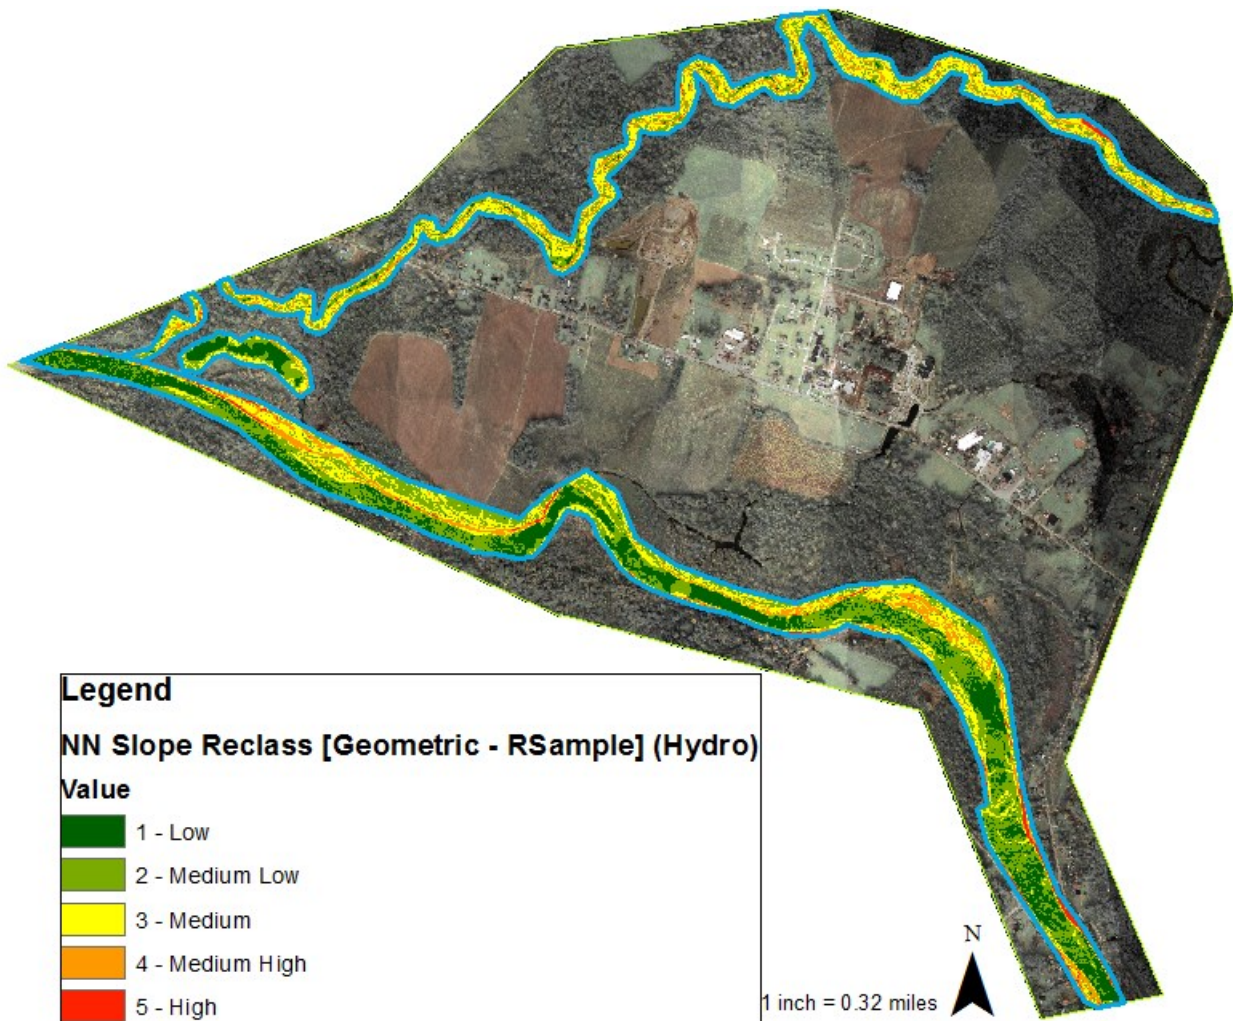 Legend
NN Slope Reclass [Geometric - RSample] (Hydro)
Value
1 - Low
2 - Medium Low
3 - Medium
4 - Medium High
5 - High
N
1 inch = 0.32 miles